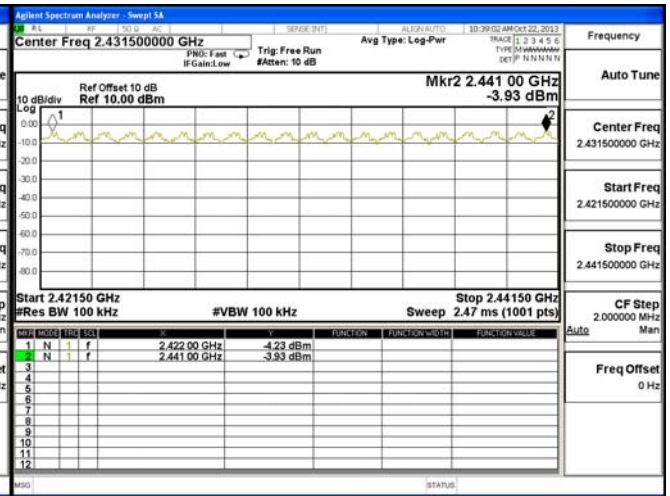 Agilent Spectrum Analyzer - Swept SA
RL RF 50 Ω AC SENSE:INT ALIGN AUTO 10:39:02 AM Oct 22, 2013
Center Freq 2.431500000 GHz
PNO: Fast
IFGain:Low
Trig: Free Run
#Atten: 10 dB
Avg Type: Log-Pwr
TRACE 1 2 3 4 5 6
TYPE M
DET P N N N N N
Ref Offset 10 dB
10 dB/div Ref 10.00 dBm
Log
Mkr2 2.441 00 GHz
-3.93 dBm
1
2
0.00
-10.0
-20.0
-30.0
-40.0
-50.0
-60.0
-70.0
-80.0
Start 2.42150 GHz Stop 2.44150 GHz
#Res BW 100 kHz #VBW 100 kHz Sweep 2.47 ms (1001 pts)
MKR MODE TRC SCL X Y FUNCTION FUNCTION WIDTH FUNCTION VALUE
1 N 1 f 2.422 00 GHz -4.23 dBm
2 N 1 f 2.441 00 GHz -3.93 dBm
3
4
5
6
7
8
9
10
11
12
MSG STATUS
Frequency
Auto Tune
Center Freq
2.431500000 GHz
Start Freq
2.421500000 GHz
Stop Freq
2.441500000 GHz
CF Step
2.000000 MHz
Auto Man
Freq Offset
0 Hz